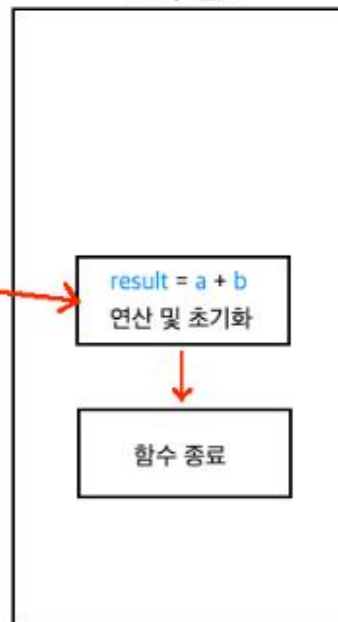 result = a + b
연산 및 초기화
함수 종료